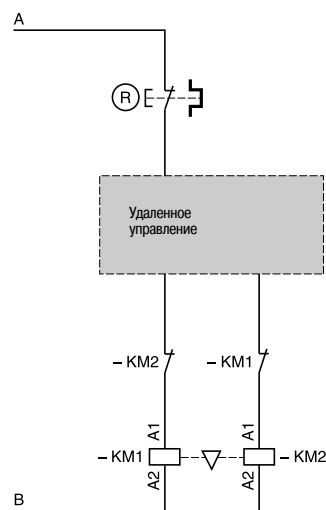 A
R
Удаленное
управление
– KM2
– KM1
A1
A1
– KM1
– KM2
A2
A2
B